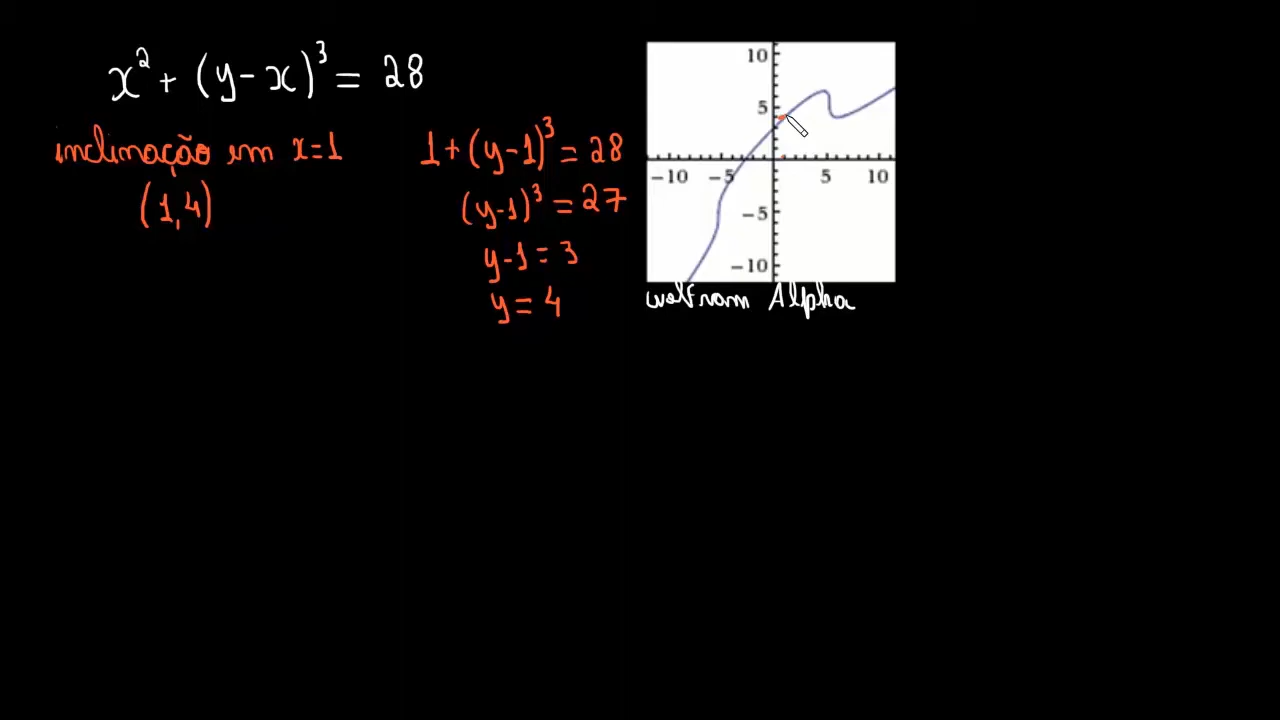 x² + (y - x)³ = 28
inclinação em x=1
(1,4)
1 + (y-1)³ = 28
(y-1)³ = 27
y-1 = 3
y = 4
10
5
-10 -5 5 10
-5
-10
wolfram Alpha